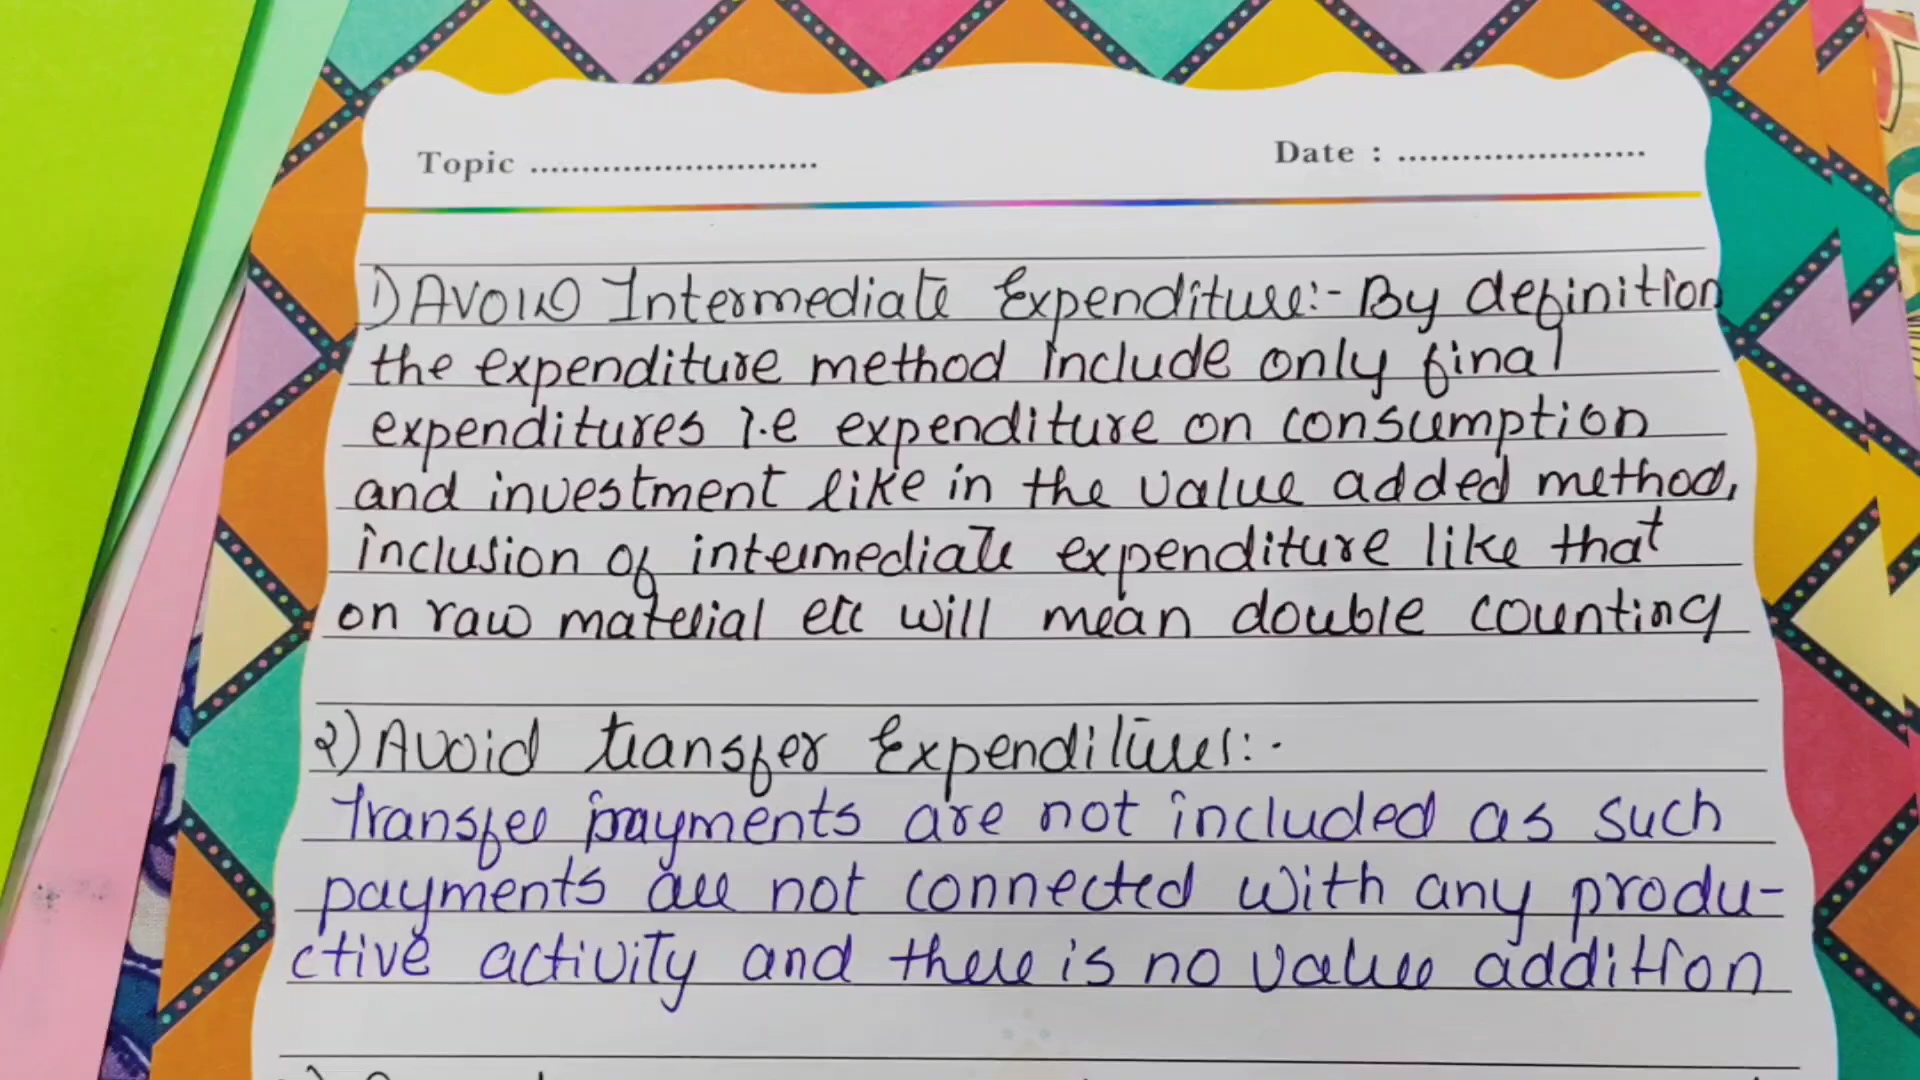 Topic ...........................
Date : .......................
1) Avoid Intermediate Expenditure:- By definition
the expenditure method include only final
expenditures i.e expenditure on consumption
and investment like in the value added method,
inclusion of intermediate expenditure like that
on raw material etc will mean double counting
2) Avoid transfer Expenditures:-
Transfer payments are not included as such
payments are not connected with any produ-
ctive activity and there is no value addition